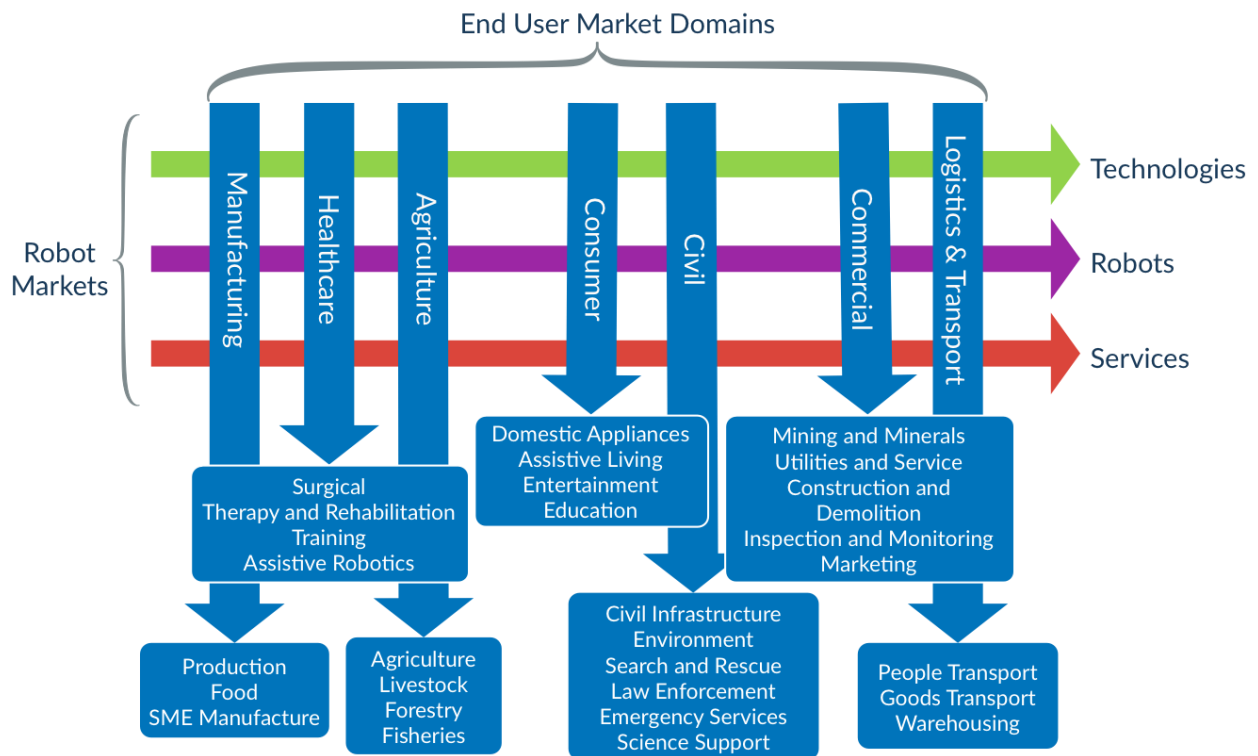 End User Market Domains
Robot
Markets
Manufacturing
Healthcare
Agriculture
Consumer
Civil
Commercial
Logistics & Transport
Technologies
Robots
Services
Surgical
Therapy and Rehabilitation
Training
Assistive Robotics
Domestic Appliances
Assistive Living
Entertainment
Education
Mining and Minerals
Utilities and Service
Construction and
Demolition
Inspection and Monitoring
Marketing
Production
Food
SME Manufacture
Agriculture
Livestock
Forestry
Fisheries
Civil Infrastructure
Environment
Search and Rescue
Law Enforcement
Emergency Services
Science Support
People Transport
Goods Transport
Warehousing